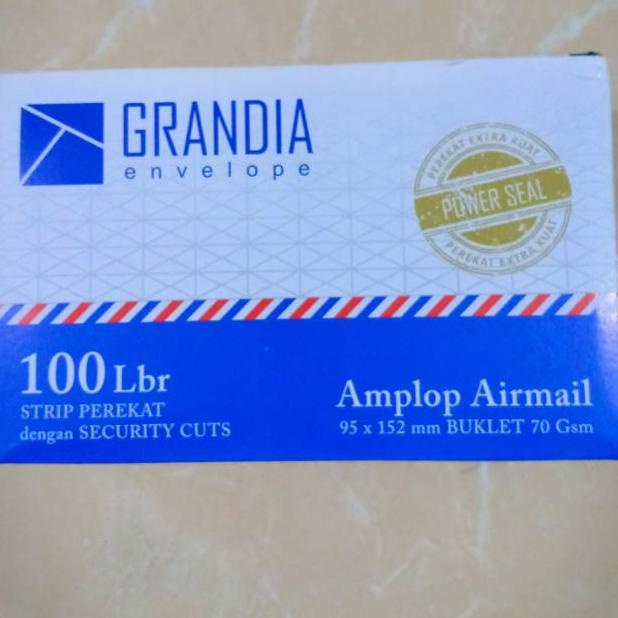 GRANDIA
envelope
PEREKAT EXTRA KUAT
POWER SEAL
PEREKAT EXTRA KUAT
100 Lbr
STRIP PEREKAT
dengan SECURITY CUTS
Amplop Airmail
95 x 152 mm BUKLET 70 Gsm